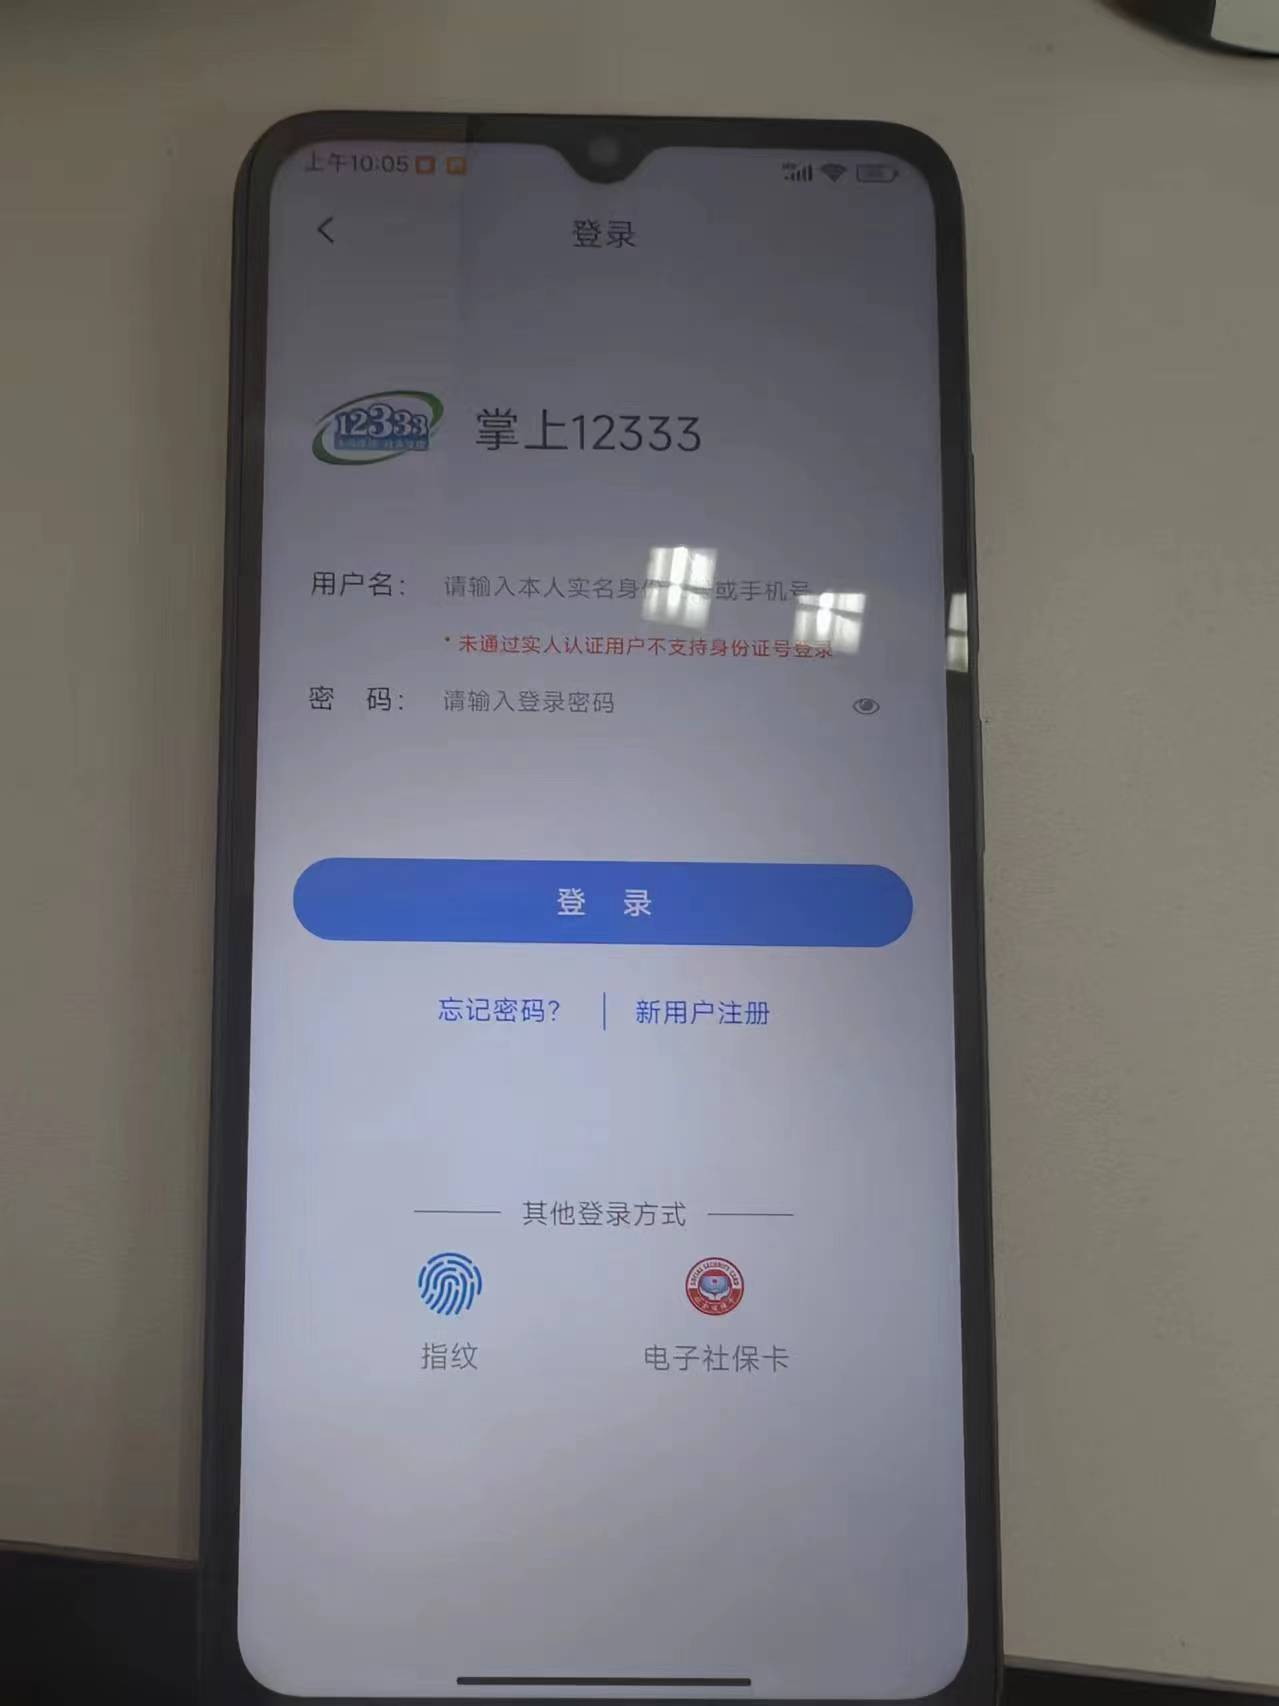 上午10:05
登录
12333
掌上12333
用户名： 请输入本人实名身 或手机号
* 未通过实人认证用户不支持身份证号登录
密 码： 请输入登录密码
登 录
忘记密码？ | 新用户注册
其他登录方式
SOCIAL SECURITY CARD
指纹 电子社保卡